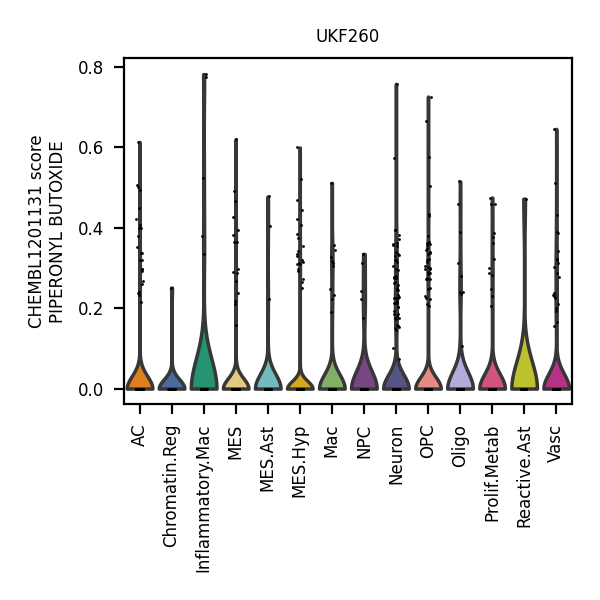 UKF260
CHEMBL1201131 score
PIPERONYL BUTOXIDE
0.8
0.6
0.4
0.2
0.0
AC
Chromatin.Reg
Inflammatory.Mac
MES
MES.Ast
MES.Hyp
Mac
NPC
Neuron
OPC
Oligo
Prolif.Metab
Reactive.Ast
Vasc